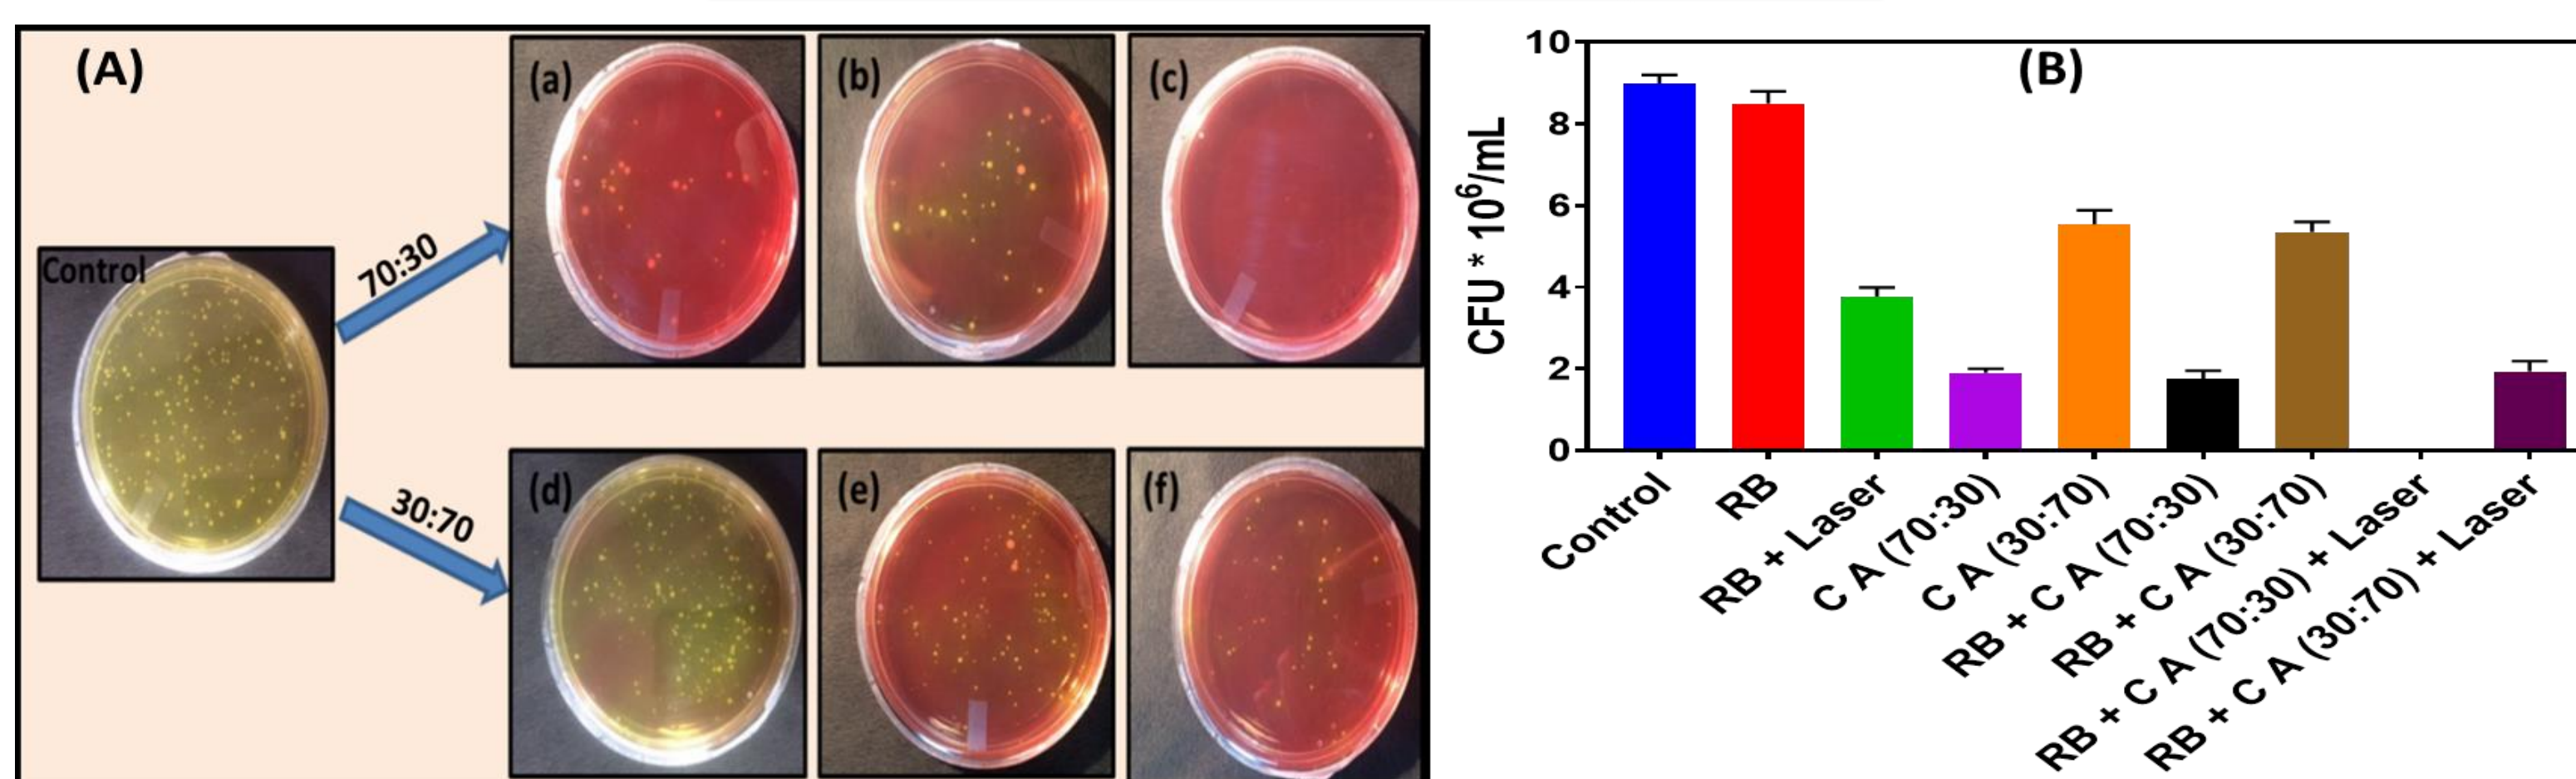 (A)
Control
70:30
30:70
(a)
(b)
(c)
(d)
(e)
(f)
(B)
CFU * 10⁶/mL
10
8
6
4
2
0
Control
RB
RB + Laser
C A (70:30)
C A (30:70)
RB + C A (70:30)
RB + C A (30:70)
RB + C A (70:30) + Laser
RB + C A (30:70) + Laser